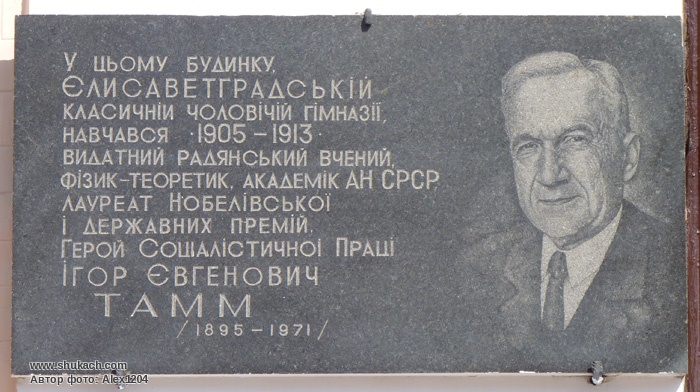 У цьому будинку,
Єлисаветградській
класичній чоловічій гімназії,
навчався 1905–1913
видатний радянський вчений,
фізик-теоретик, академік АН СРСР
лауреат Нобелівської
і державних премій,
Герой Соціалістичної Праці
Ігор Євгенович
ТАММ
/1895–1971/
www.shukach.com
Автор фото: Alex1204